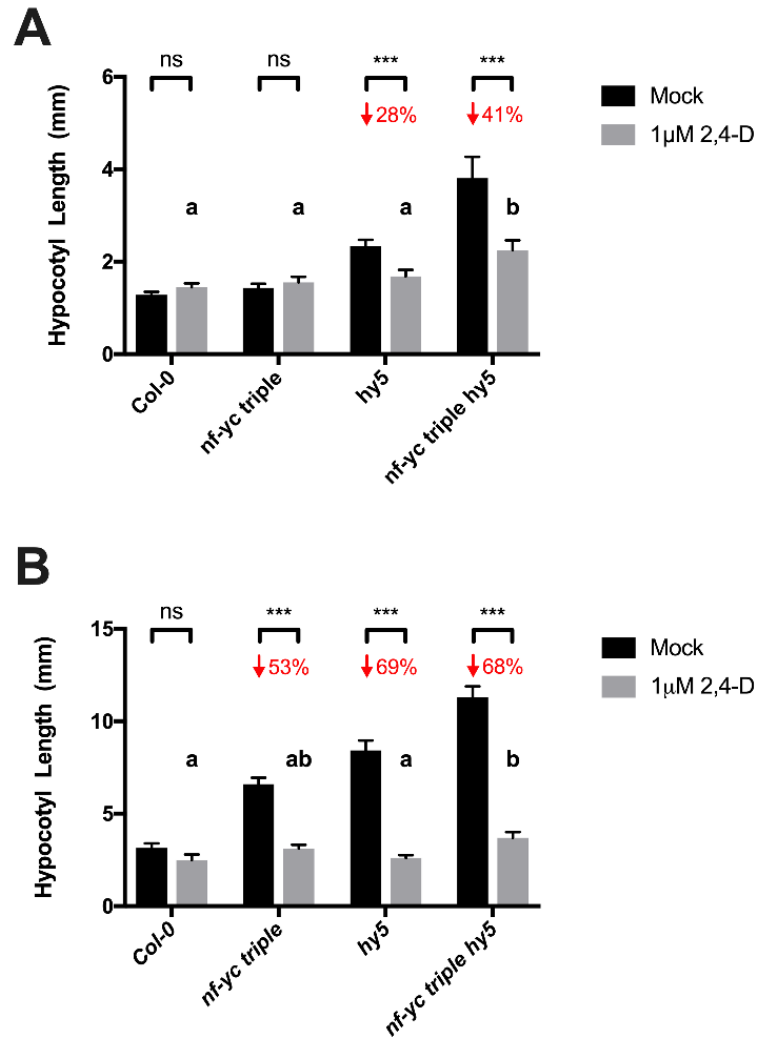 A
ns ns *** ***
↓28% ↓41%
Mock
1µM 2,4-D
a a a b
Hypocotyl Length (mm)
6
4
2
0
Col-0
nf-yc triple
hy5
nf-yc triple hy5
B
ns *** *** ***
↓53% ↓69% ↓68%
Mock
1µM 2,4-D
a ab a b
Hypocotyl Length (mm)
15
10
5
0
Col-0
nf-yc triple
hy5
nf-yc triple hy5